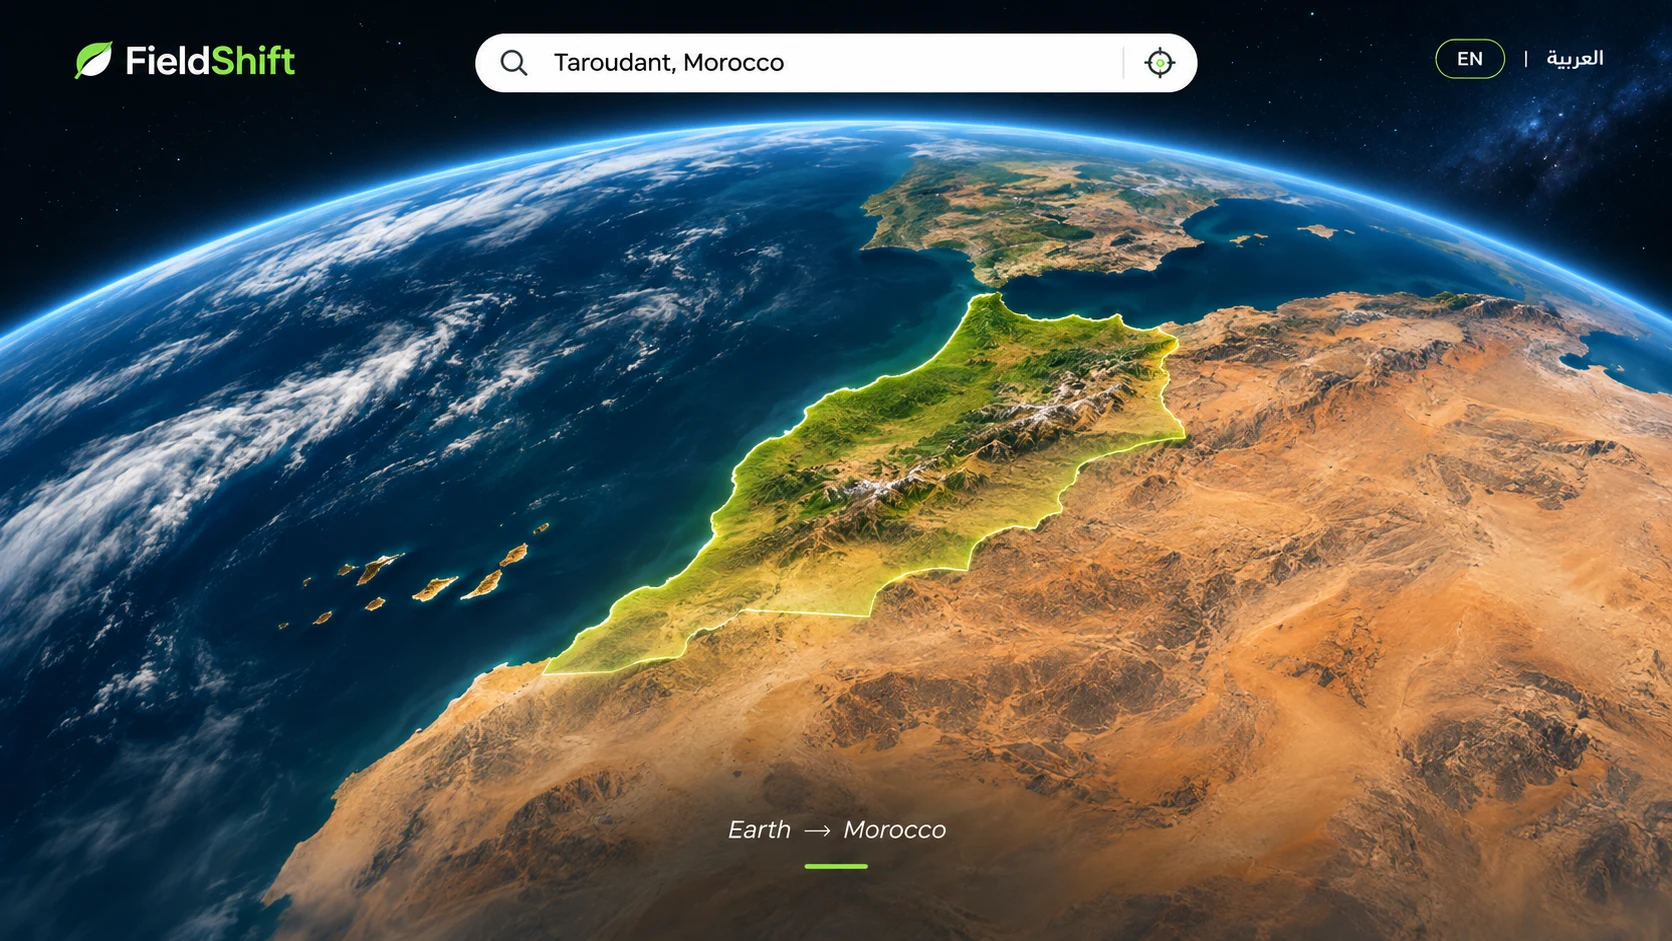 FieldShift
Taroudant, Morocco
EN | العربية
Earth → Morocco